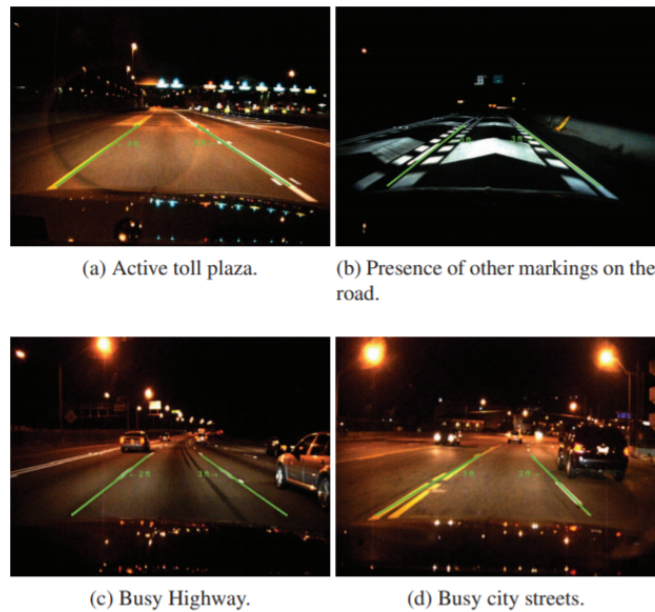 (a) Active toll plaza.
(b) Presence of other markings on the
road.
(c) Busy Highway.
(d) Busy city streets.